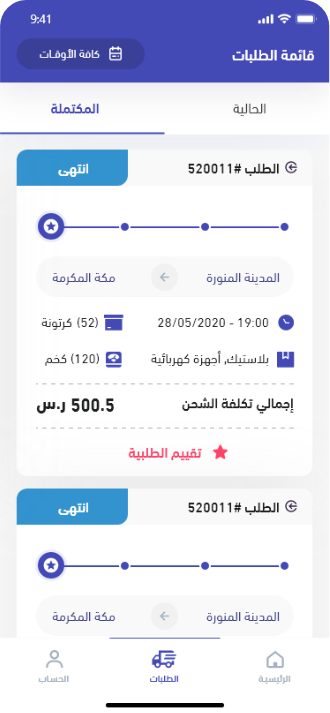 9:41
قائمة الطلبات
كافة الأوقات
الحالية
المكتملة
الطلب #520011
انتهى
المدينة المنورة
مكة المكرمة
28/05/2020 - 19:00
(52) كرتونة
بلاستيك, أجهزة كهربائية
(120) كخم
إجمالي تكلفة الشحن
500.5 ر.س
تقييم الطلبية
الطلب #520011
انتهى
المدينة المنورة
مكة المكرمة
الرئيسية
الطلبات
الحساب